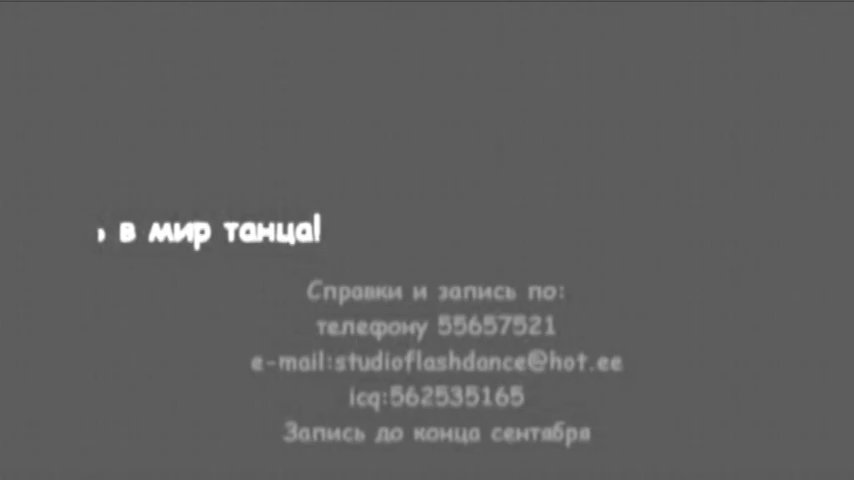 в мир танца!
Справки и запись по:
телефону 55657521
e-mail:studioflashdance@hot.ee
icq:562535165
Запись до конца сентября